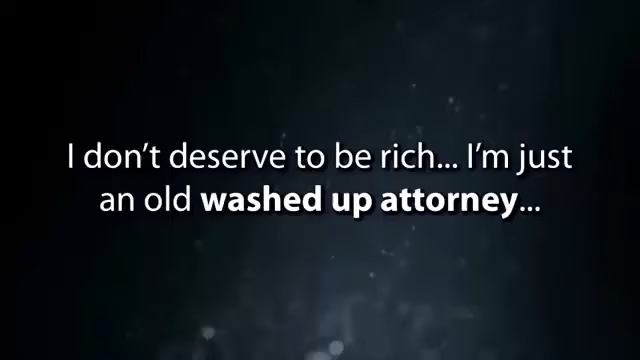 I don’t deserve to be rich... I’m just
an old washed up attorney...